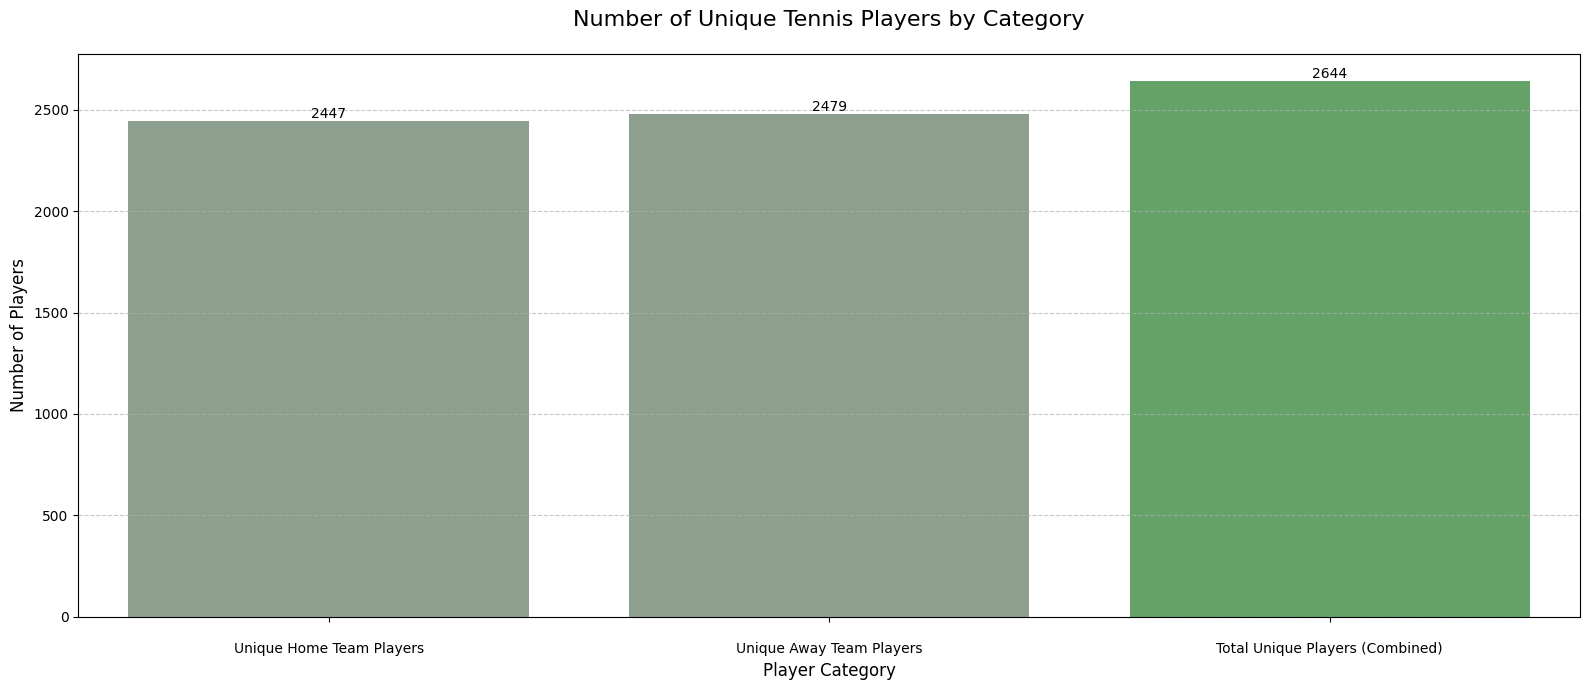 Number of Unique Tennis Players by Category
Number of Players
2500
2000
1500
1000
500
0
2447
2479
2644
Unique Home Team Players
Unique Away Team Players
Total Unique Players (Combined)
Player Category